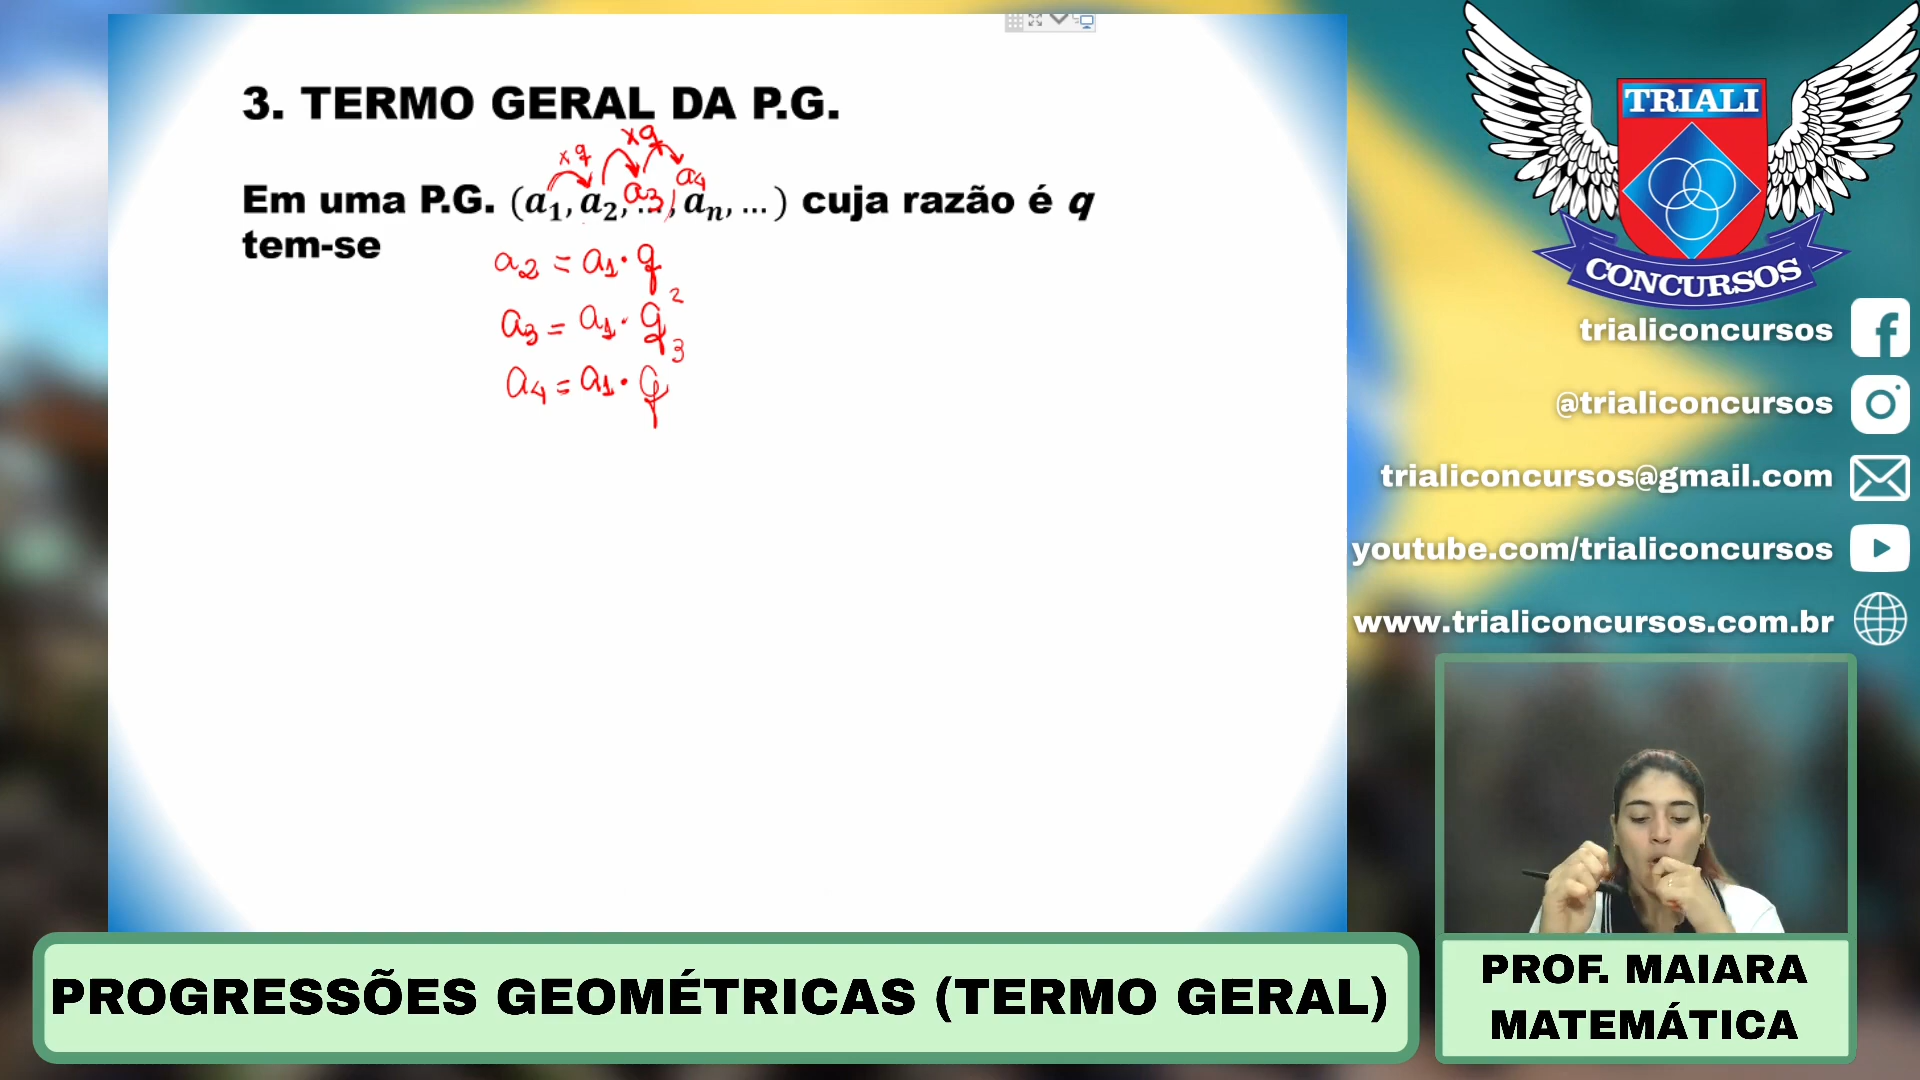 3. TERMO GERAL DA P.G.
×q ×q
a3, a4
Em uma P.G. (a₁, a₂, ... , aₙ, ... ) cuja razão é q
tem-se
a₂ = a₁ · q
a₃ = a₁ · q²
a₄ = a₁ · q³
TRIALI
CONCURSOS
trialiconcursos
@trialiconcursos
trialiconcursos@gmail.com
youtube.com/trialiconcursos
www.trialiconcursos.com.br
PROGRESSÕES GEOMÉTRICAS (TERMO GERAL)
PROF. MAIARA
MATEMÁTICA